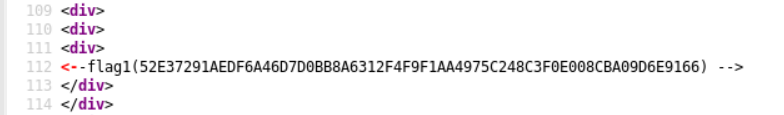 109 <div>
110 <div>
111 <div>
112 <--flag1(52E37291AEDF6A46D7D0BB8A6312F4F9F1AA4975C248C3F0E008CBA09D6E9166) -->
113 </div>
114 </div>